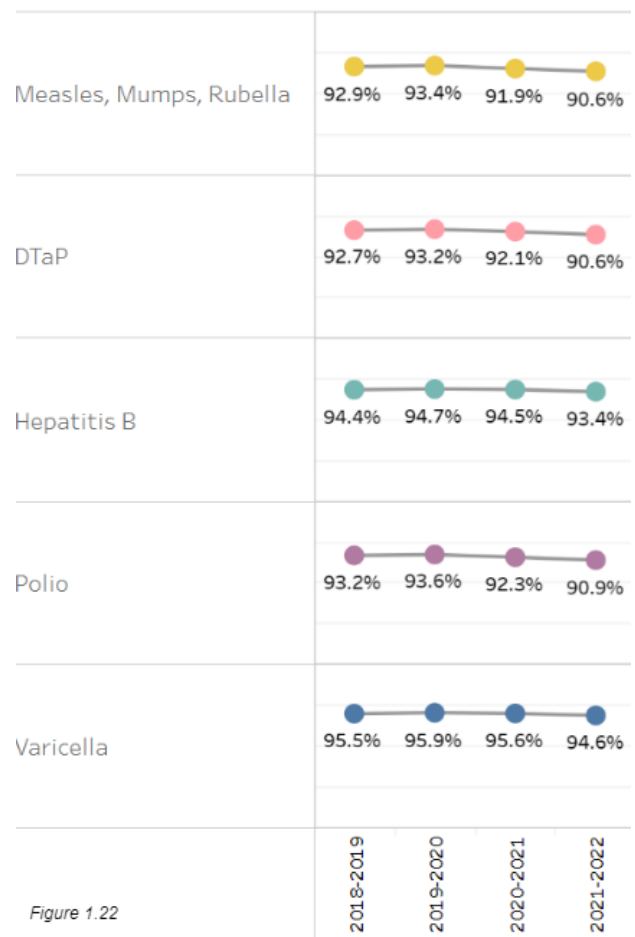 Measles, Mumps, Rubella
92.9% 93.4% 91.9% 90.6%
DTaP
92.7% 93.2% 92.1% 90.6%
Hepatitis B
94.4% 94.7% 94.5% 93.4%
Polio
93.2% 93.6% 92.3% 90.9%
Varicella
95.5% 95.9% 95.6% 94.6%
2018-2019
2019-2020
2020-2021
2021-2022
Figure 1.22